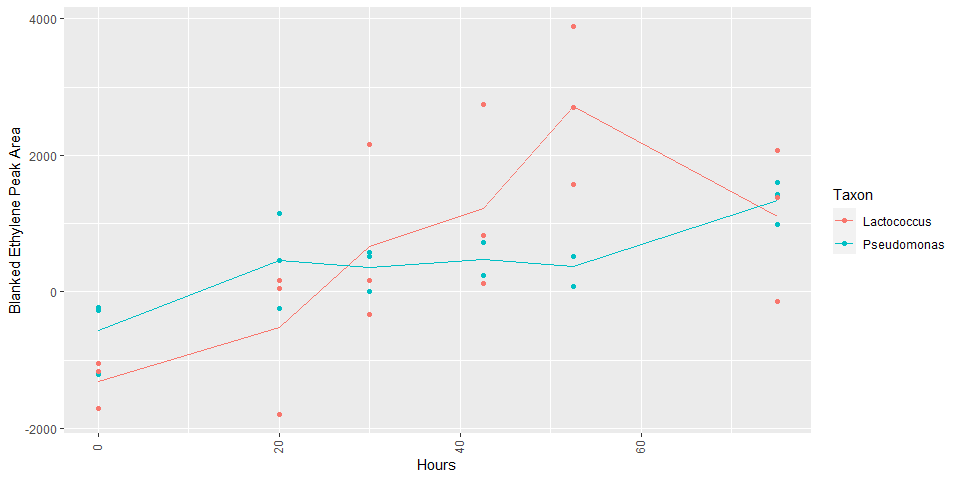 4000
2000
0
-2000
Blanked Ethylene Peak Area
0
20
40
60
Hours
Taxon
Lactococcus
Pseudomonas